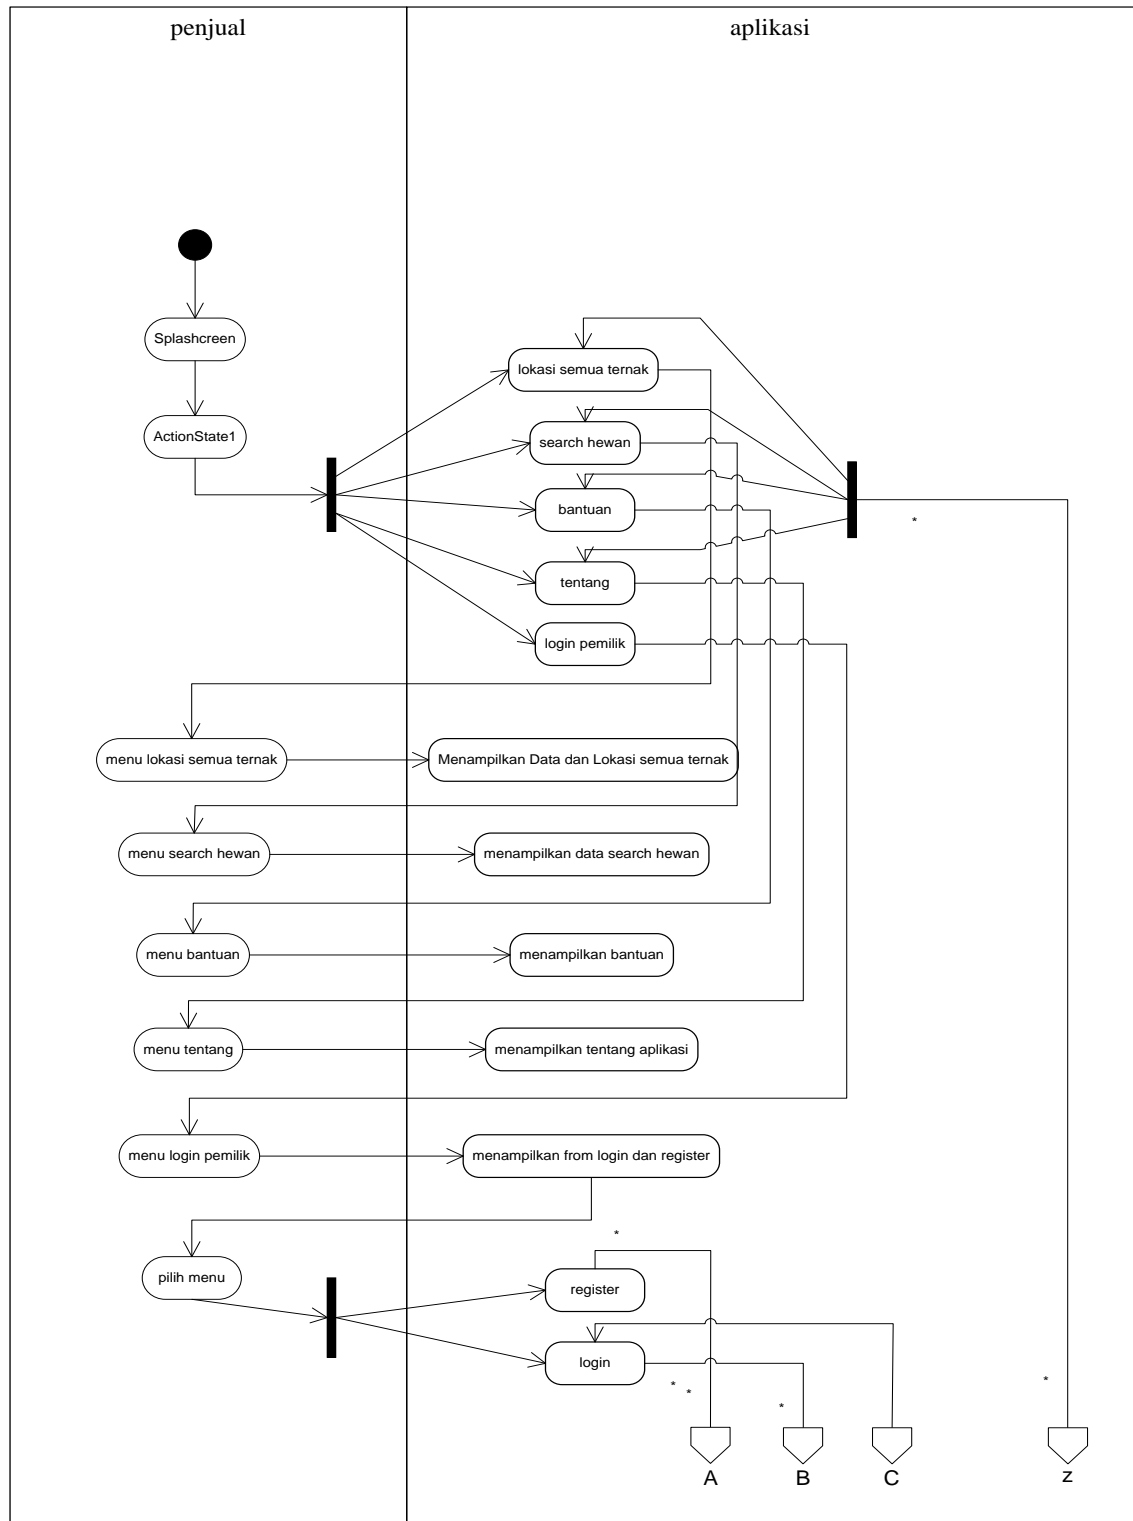 penjual
aplikasi
Splashcreen
lokasi semua ternak
ActionState1
search hewan
bantuan
*
tentang
login pemilik
menu lokasi semua ternak
Menampilkan Data dan Lokasi semua ternak
menu search hewan
menampilkan data search hewan
menu bantuan
menampilkan bantuan
menu tentang
menampilkan tentang aplikasi
menu login pemilik
menampilkan from login dan register
*
pilih menu
register
login
*
*
*
*
A
B
C
z